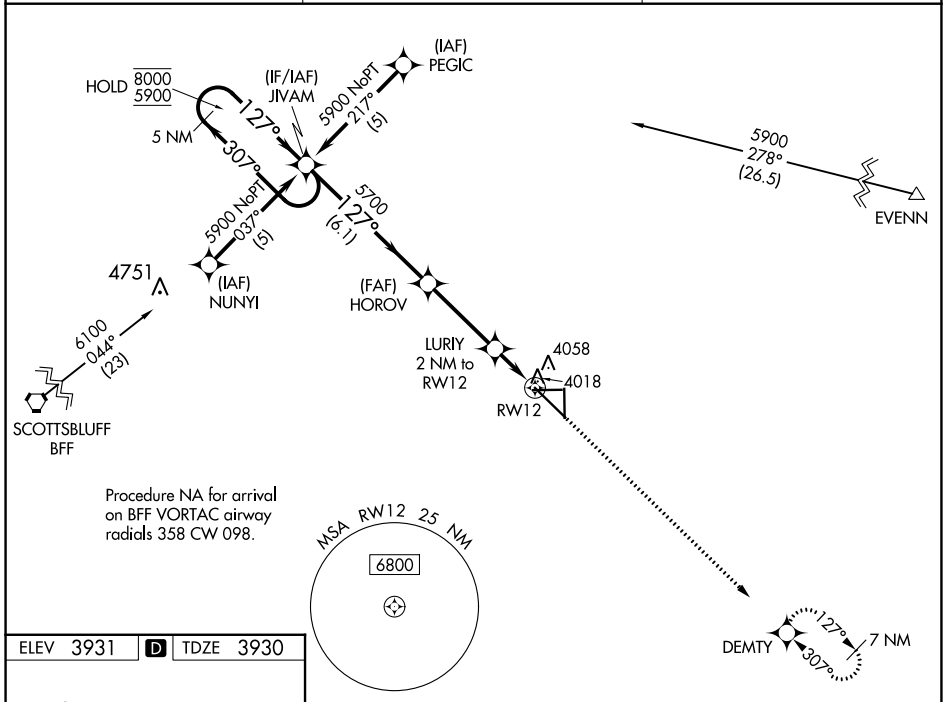 (IAF)
PEGIC
(IF/IAF)
JIVAM
HOLD
8000
5900
5 NM
127°
307°
5900 NoPT
217°
(5)
5900 NoPT
037°
(5)
5900
278°
(26.5)
EVENN
5700
127°
(6.1)
4751
(IAF)
NUNYI
(FAF)
HOROV
6100
044°
(23)
SCOTTSBLUFF
BFF
LURIY
2 NM to
RW12
4058
4018
RW12
Procedure NA for arrival
on BFF VORTAC airway
radials 358 CW 098.
MSA RW12 25 NM
6800
DEMTY
127°
307°
7 NM
ELEV 3931 D TDZE 3930